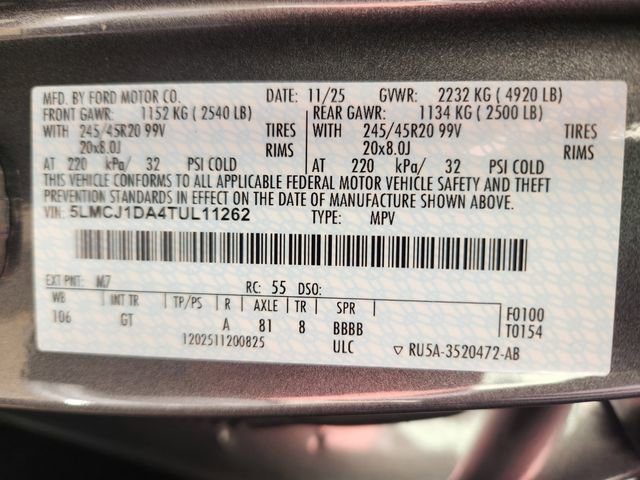 MFD. BY FORD MOTOR CO. DATE: 11/25 GVWR: 2232 KG ( 4920 LB)
FRONT GAWR: 1152 KG ( 2540 LB) REAR GAWR: 1134 KG ( 2500 LB)
WITH 245/45R20 99V TIRES WITH 245/45R20 99V TIRES
20x8.0J RIMS 20x8.0J RIMS
AT 220 kPa/ 32 PSI COLD AT 220 kPa/ 32 PSI COLD
THIS VEHICLE CONFORMS TO ALL APPLICABLE FEDERAL MOTOR VEHICLE SAFETY AND THEFT
PREVENTION STANDARDS IN EFFECT ON THE DATE OF MANUFACTURE SHOWN ABOVE.
VIN: 5LMCJ1DA4TUL11262 TYPE: MPV
EXT PNT: M7 RC: 55 DSO:
WB INT TR TP/PS R AXLE TR SPR F0100
106 GT A 81 8 BBBB T0154
1202511200825 ULC ▽ RU5A-3520472-AB